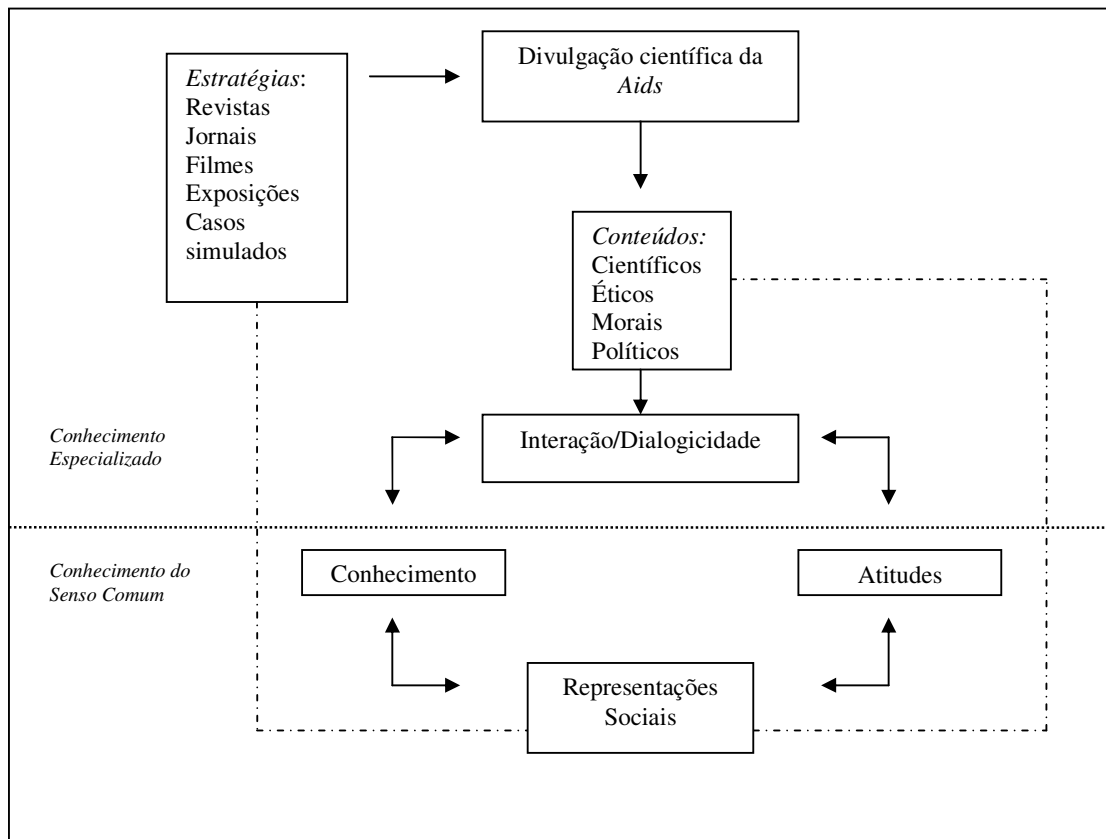 Estratégias:
Revistas
Jornais
Filmes
Exposições
Casos
simulados
Divulgação científica da
Aids
Conteúdos:
Científicos
Éticos
Morais
Políticos
Conhecimento
Especializado
Interação/Dialogicidade
Conhecimento do
Senso Comum
Conhecimento
Atitudes
Representações
Sociais